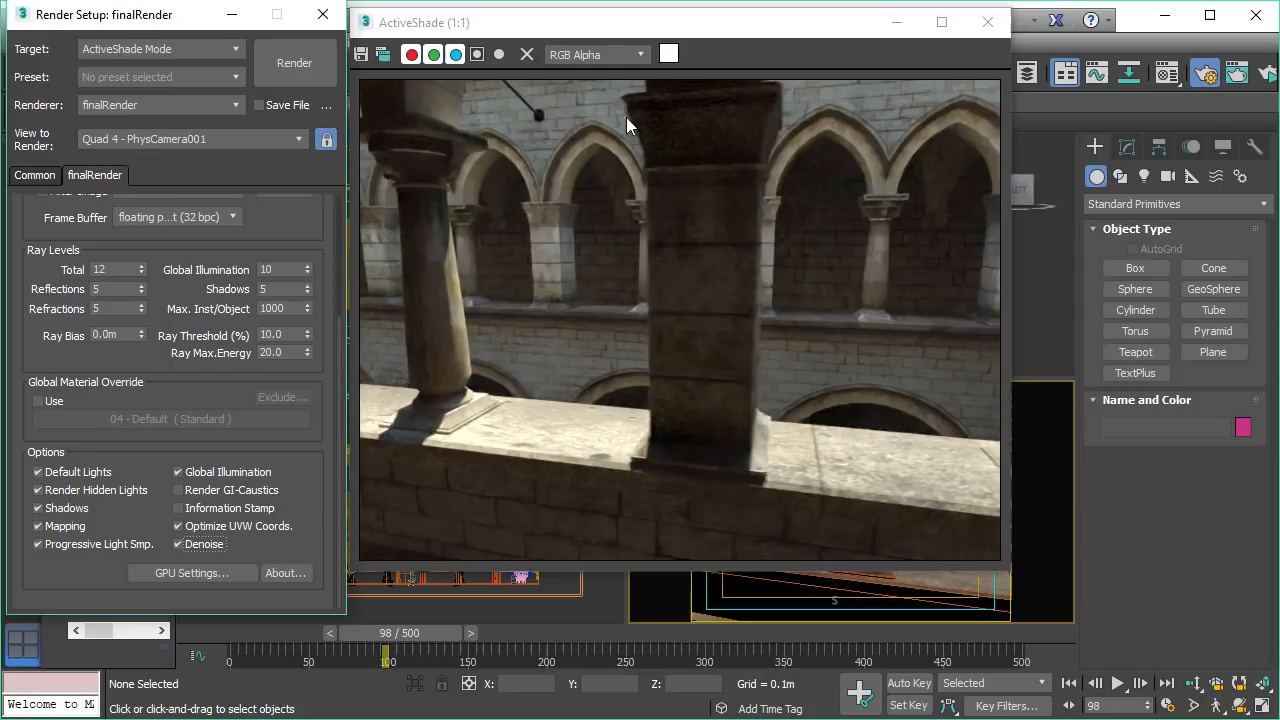 Render Setup: finalRender
Target: ActiveShade Mode
Render
Preset: No preset selected
Renderer: finalRender
Save File ...
View to Render: Quad 4 - PhysCamera001
Common finalRender
Frame Buffer floating p...t (32 bpc)
Ray Levels
Total 12 Global Illumination 10
Reflections 5 Shadows 5
Refractions 5 Max. Inst/Object 1000
Ray Bias 0.0m Ray Threshold (%) 10.0
Ray Max.Energy 20.0
Global Material Override
Use Exclude...
04 - Default ( Standard )
Options
Default Lights Global Illumination
Render Hidden Lights Render GI-Caustics
Shadows Information Stamp
Mapping Optimize UVW Coords.
Progressive Light Smp. Denoise
GPU Settings... About...
ActiveShade (1:1)
RGB Alpha
Standard Primitives
Object Type
AutoGrid
Box Cone
Sphere GeoSphere
Cylinder Tube
Torus Pyramid
Teapot Plane
TextPlus
Name and Color
S
< 98 / 500 >
0 50 100 150 200 250 300 350 400 450 500
Welcome to M
None Selected
Click or click-and-drag to select objects
X: Y: Z: Grid = 0.1m
Add Time Tag
Auto Key Selected
Set Key Key Filters...
98